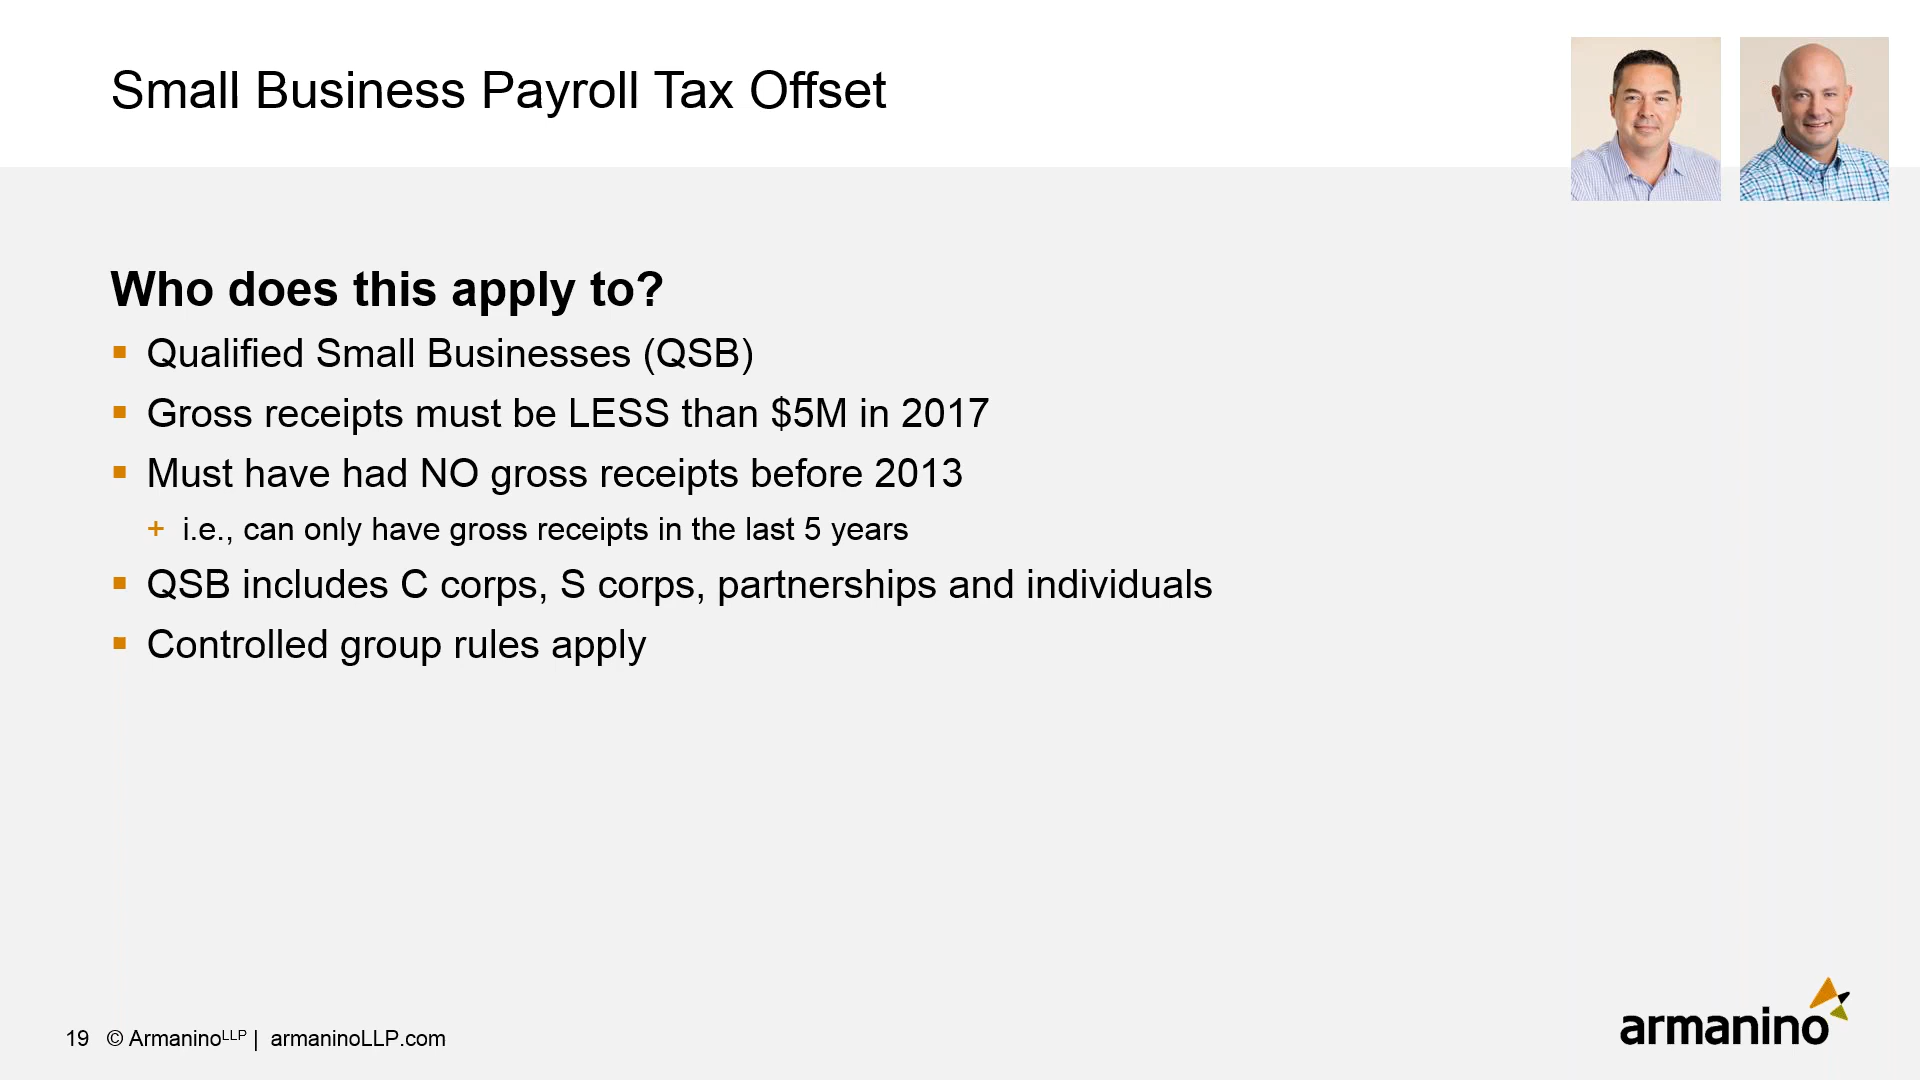 Small Business Payroll Tax Offset
Who does this apply to?
▪ Qualified Small Businesses (QSB)
▪ Gross receipts must be LESS than $5M in 2017
▪ Must have had NO gross receipts before 2013
+ i.e., can only have gross receipts in the last 5 years
▪ QSB includes C corps, S corps, partnerships and individuals
▪ Controlled group rules apply
19 © ArmaninoLLP | armaninoLLP.com
armanino